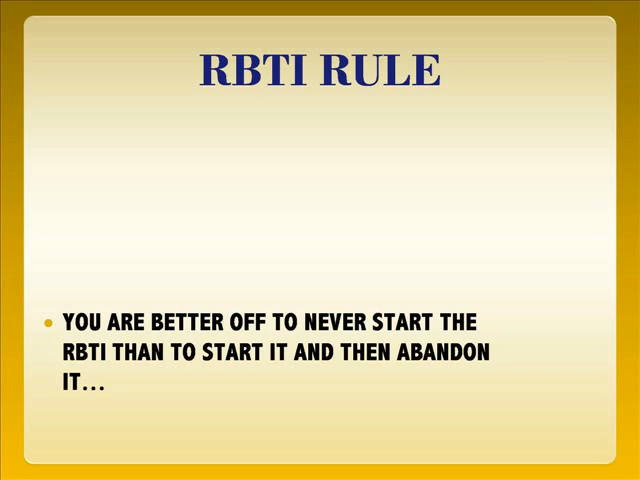 RBTI RULE
YOU ARE BETTER OFF TO NEVER START THE
RBTI THAN TO START IT AND THEN ABANDON
IT...